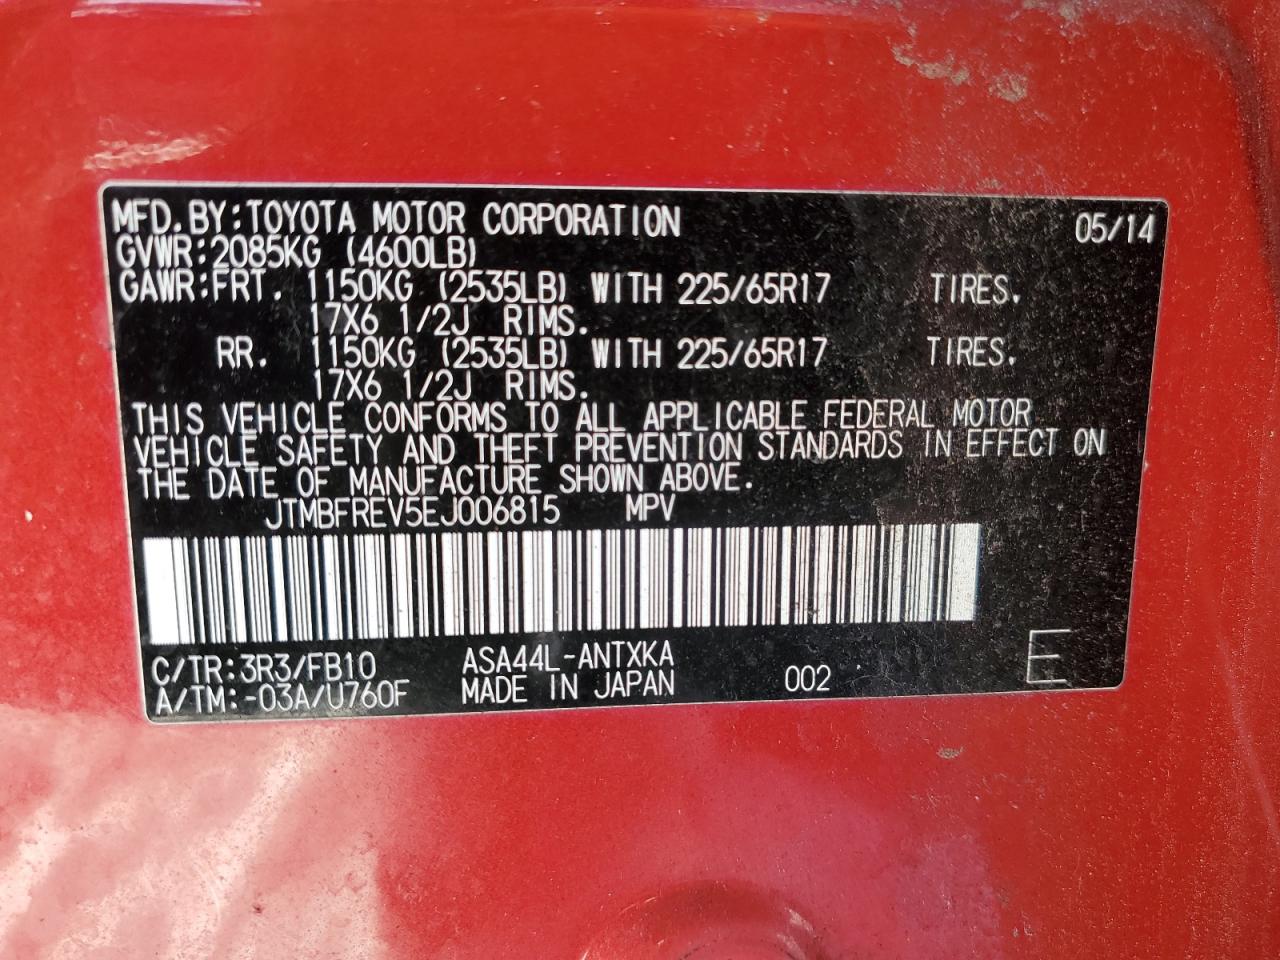 MFD.BY:TOYOTA MOTOR CORPORATION 05/14
GVWR:2085KG (4600LB)
GAWR:FRT. 1150KG (2535LB) WITH 225/65R17 TIRES.
17X6 1/2J RIMS.
RR. 1150KG (2535LB) WITH 225/65R17 TIRES.
17X6 1/2J RIMS.
THIS VEHICLE CONFORMS TO ALL APPLICABLE FEDERAL MOTOR
VEHICLE SAFETY AND THEFT PREVENTION STANDARDS IN EFFECT ON
THE DATE OF MANUFACTURE SHOWN ABOVE.
JTMBFREV5EJ006815 MPV
C/TR:3R3/FB10 ASA44L-ANTXKA
A/TM:-03A/U760F MADE IN JAPAN 002 E